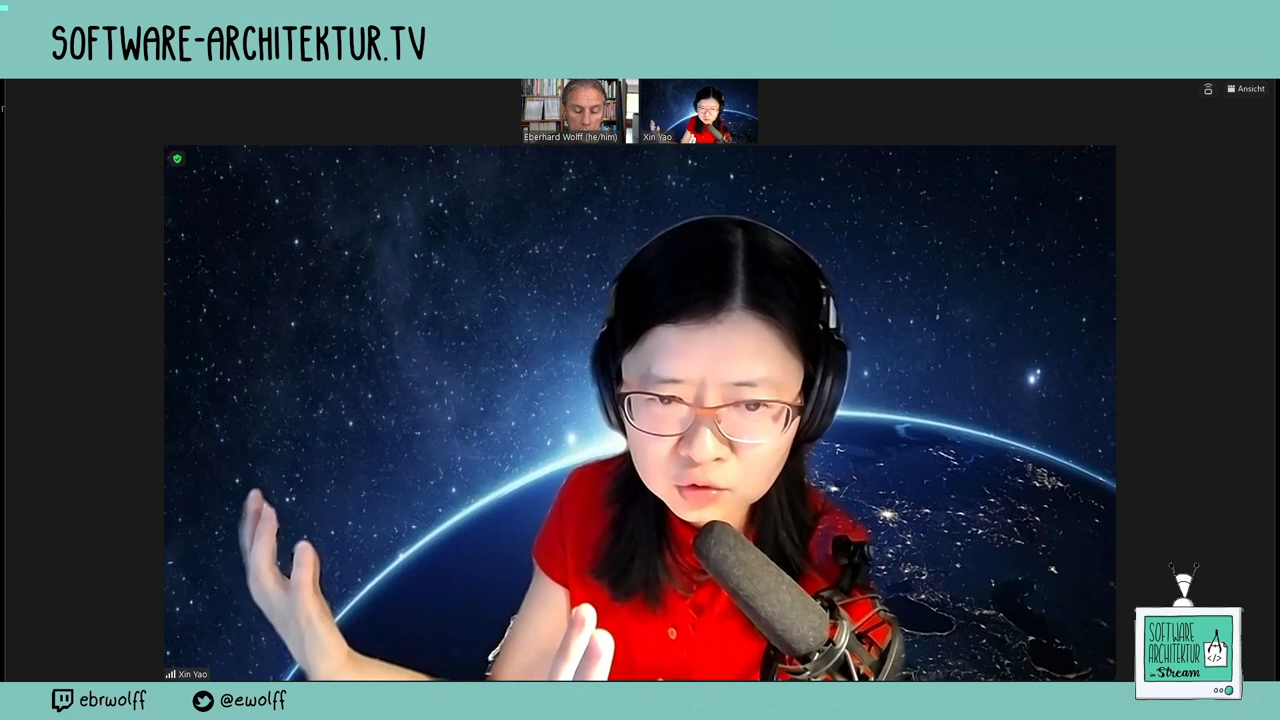 SOFTWARE-ARCHITEKTUR.TV
Ansicht
Eberhard Wolff (he/him)
Xin Yao
Xin Yao
SOFTWARE
ARCHITEKTUR
im Stream
</>
ebrwolff
@ewolff